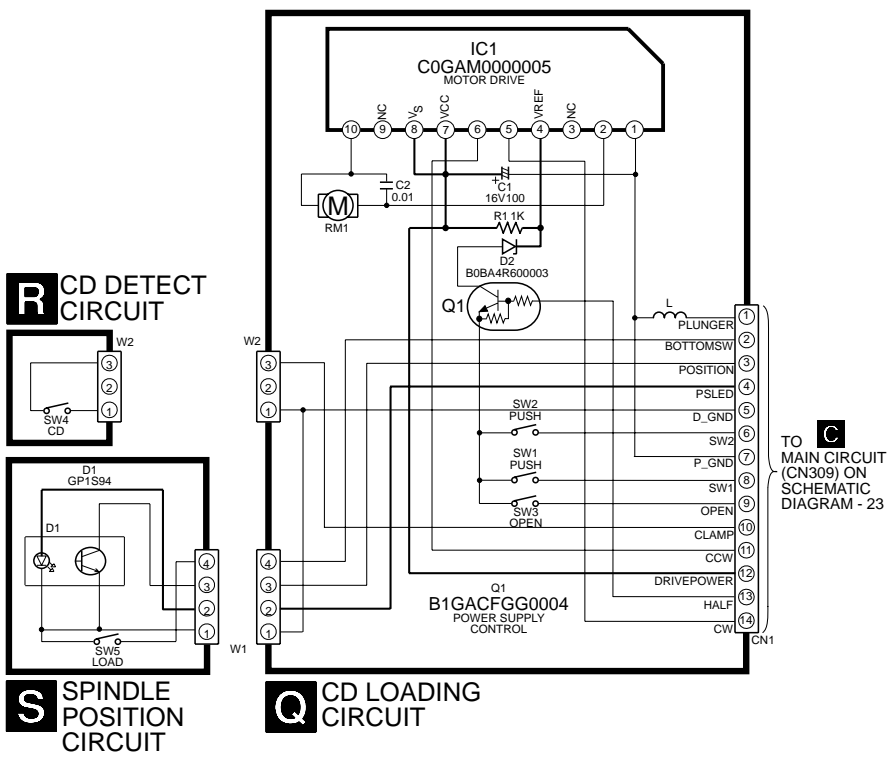 IC1
C0GAM0000005
MOTOR DRIVE
10 9 8 7 6 5 4 3 2 1
NC VS VCC VREF NC
C2
0.01
M
RM1
+ C1
16V100
R1 1K
D2
B0BA4R600003
Q1
L
R CD DETECT
CIRCUIT
W2
3
2
1
SW4
CD
W2
3
2
1
D1
GP1S94
D1
4
3
2
1
SW5
LOAD
W1
4
3
2
1
SW2
PUSH
SW1
PUSH
SW3
OPEN
1
PLUNGER
2
BOTTOMSW
3
POSITION
4
PSLED
5
D_GND
6
SW2
7
P_GND
8
SW1
9
OPEN
10
CLAMP
11
CCW
12
DRIVEPOWER
13
HALF
14
CW
CN1
TO C
MAIN CIRCUIT
(CN309) ON
SCHEMATIC
DIAGRAM - 23
Q1
B1GACFGG0004
POWER SUPPLY
CONTROL
S SPINDLE
POSITION
CIRCUIT
Q CD LOADING
CIRCUIT